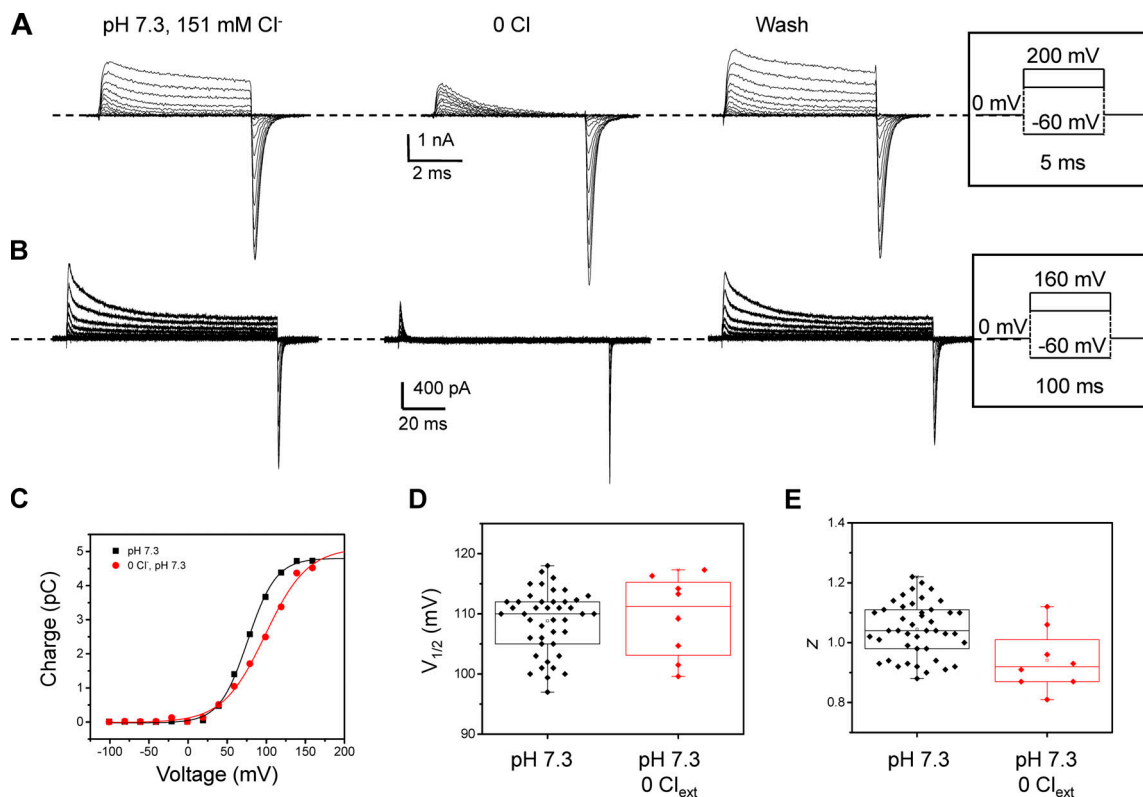 A
pH 7.3, 151 mM Cl-
0 Cl
Wash
1 nA
2 ms
200 mV
0 mV
-60 mV
5 ms
B
400 pA
20 ms
160 mV
0 mV
-60 mV
100 ms
C
pH 7.3
0 Cl-, pH 7.3
Charge (pC)
5
4
3
2
1
0
-100 -50 0 50 100 150 200
Voltage (mV)
D
V1/2 (mV)
120
110
100
90
pH 7.3
pH 7.3
0 Clext
E
z
1.4
1.2
1.0
0.8
pH 7.3
pH 7.3
0 Clext